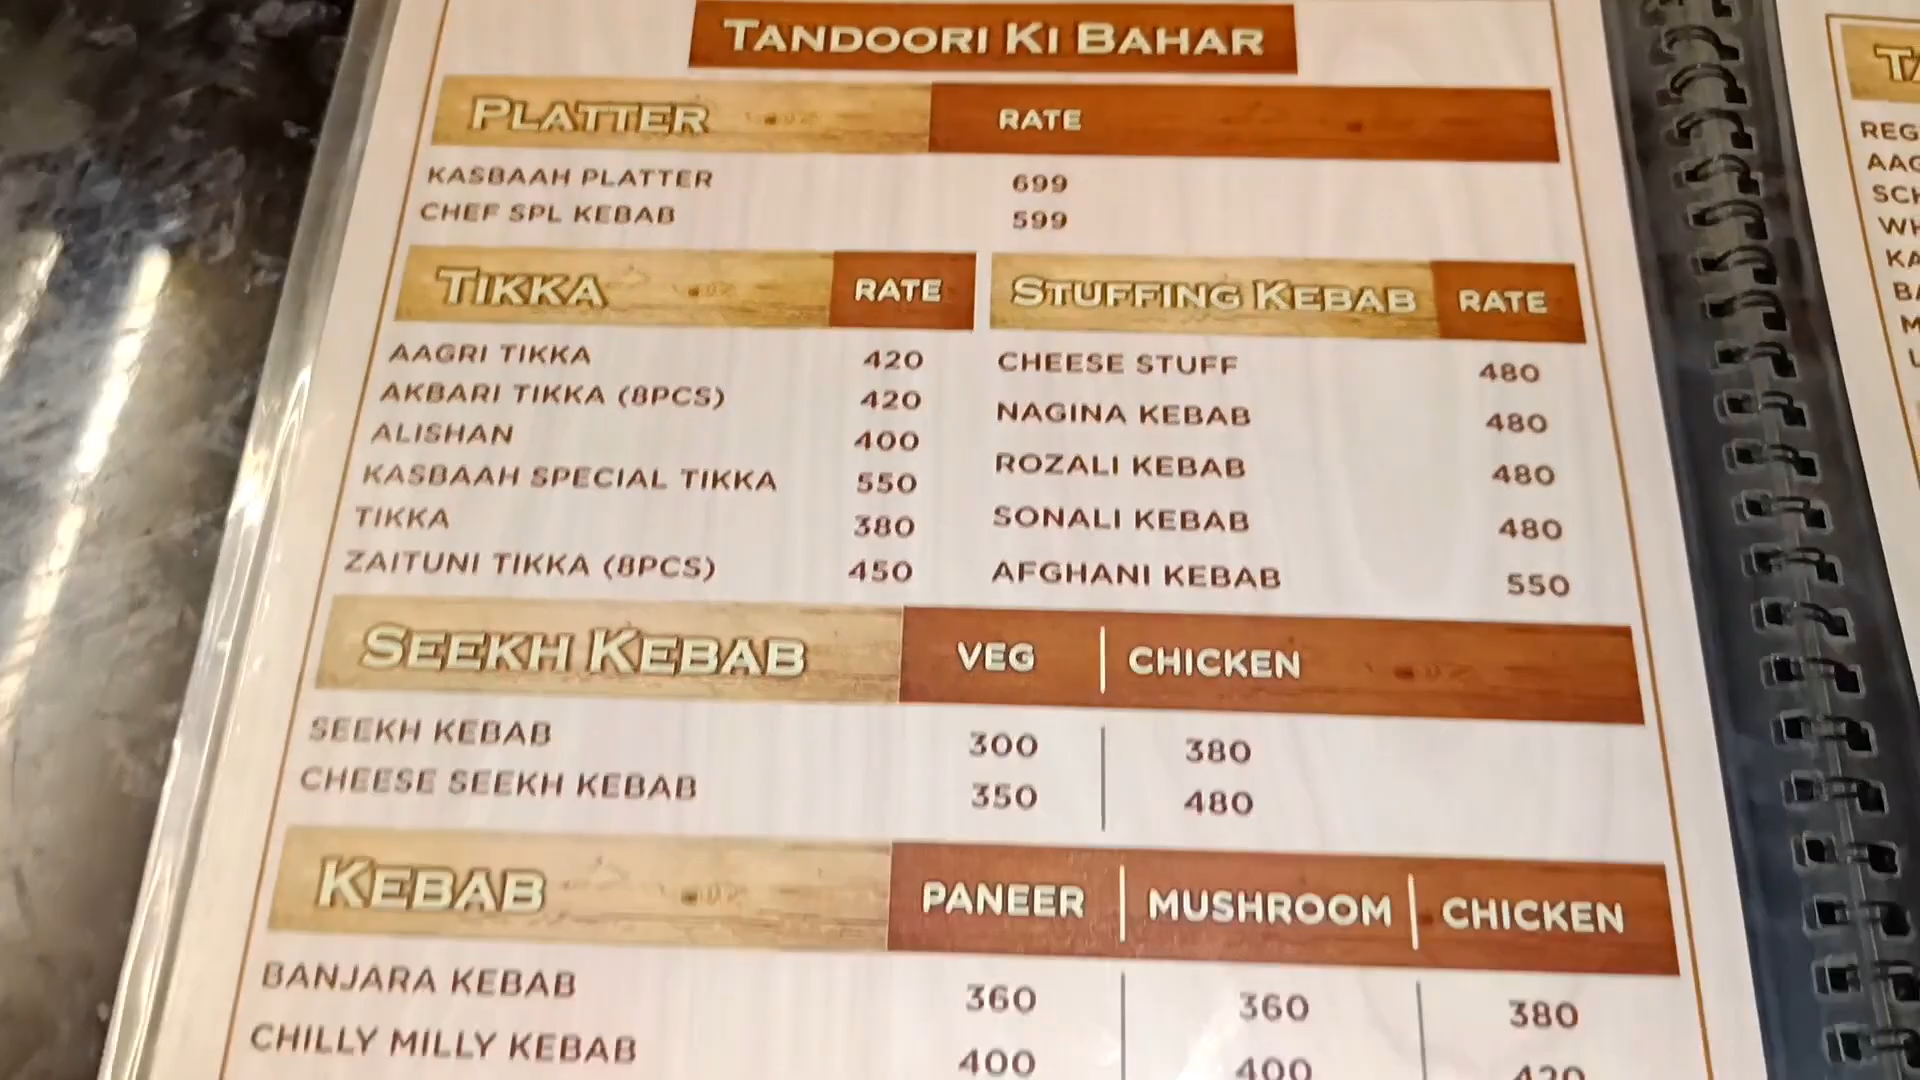 TANDOORI KI BAHAR
PLATTER RATE
KASBAAH PLATTER 699
CHEF SPL KEBAB 599
TIKKA RATE
AAGRI TIKKA 420
AKBARI TIKKA (8PCS) 420
ALISHAN 400
KASBAAH SPECIAL TIKKA 550
TIKKA 380
ZAITUNI TIKKA (8PCS) 450
STUFFING KEBAB RATE
CHEESE STUFF 480
NAGINA KEBAB 480
ROZALI KEBAB 480
SONALI KEBAB 480
AFGHANI KEBAB 550
SEEKH KEBAB VEG CHICKEN
SEEKH KEBAB 300 380
CHEESE SEEKH KEBAB 350 480
KEBAB PANEER MUSHROOM CHICKEN
BANJARA KEBAB 360 360 380
CHILLY MILLY KEBAB 400 400 420